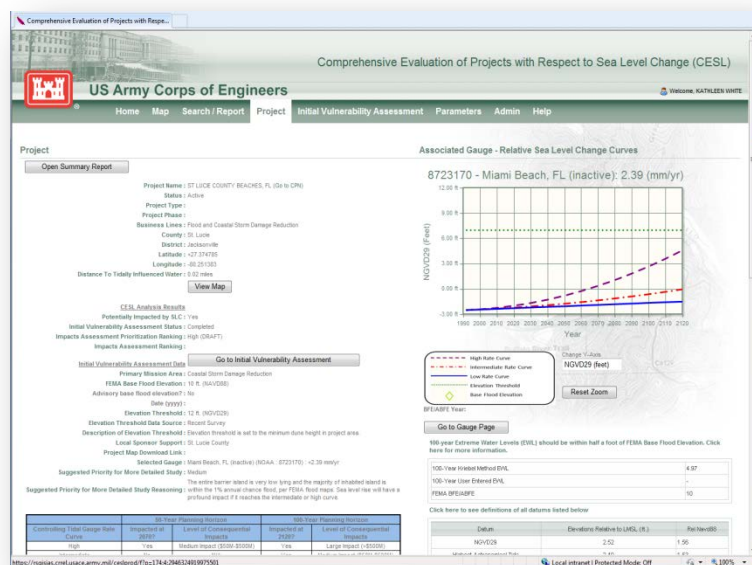 Comprehensive Evaluation of Projects with Respe...
Comprehensive Evaluation of Projects with Respect to Sea Level Change (CESL)
US Army Corps of Engineers
Welcome, KATHLEEN WHITE
Home Map Search / Report Project Initial Vulnerability Assessment Parameters Admin Help
Project
Open Summary Report
Project Name : ST LUCIE COUNTY BEACHES, FL (Go to CPN)
Status : Active
Project Type :
Project Phase :
Business Lines : Flood and Coastal Storm Damage Reduction
County : St. Lucie
District : Jacksonville
Latitude : +27.374785
Longitude : -80.251383
Distance To Tidally Influenced Water : 0.02 miles
View Map
CESL Analysis Results
Potentially Impacted by SLC : Yes
Initial Vulnerability Assessment Status : Completed
Impacts Assessment Prioritization Ranking : High (DRAFT)
Impacts Assessment Ranking :
Initial Vulnerability Assessment Data
Go to Initial Vulnerability Assessment
Primary Mission Area : Coastal Storm Damage Reduction
FEMA Base Flood Elevation : 10 ft. (NAVD88)
Advisory base flood elevation? : No
Date (yyyy) :
Elevation Threshold : 12 ft. (NGVD29)
Elevation Threshold Data Source : Recent Survey
Description of Elevation Threshold : Elevation threshold is set to the minimum dune height in project area.
Local Sponsor Support : St. Lucie County
Project Map Download Link :
Selected Gauge : Miami Beach, FL (inactive) (NOAA : 8723170) : +2.39 mm/yr
Suggested Priority for More Detailed Study : Medium
Suggested Priority for More Detailed Study Reasoning : The entire barrier island is very low lying and the majority of inhabited island is
within the 1% annual chance flood, per FEMA flood maps. Sea level rise will have a
profound impact if it reaches the intermediate or high curve.
50-Year Planning Horizon 100-Year Planning Horizon
Controlling Tidal Gauge Rate Curve Impacted at 2070? Level of Consequential Impacts Impacted at 2120? Level of Consequential Impacts
High Yes Medium Impact ($50M-$500M) Yes Large Impact (>$500M)
Associated Gauge - Relative Sea Level Change Curves
8723170 - Miami Beach, FL (inactive): 2.39 (mm/yr)
12.00 ft
9.00 ft
6.00 ft
3.00 ft
0.00 ft
-3.00 ft
NGVD29 (Feet)
1990 2000 2010 2020 2030 2040 2050 2060 2070 2080 2090 2100 2110 2120
Year
High Rate Curve
Intermediate Rate Curve
Low Rate Curve
Elevation Threshold
Base Flood Elevation
Change Y-Axis
NGVD29 (feet)
Reset Zoom
BFE/ABFE Year:
Go to Gauge Page
100-year Extreme Water Levels (EWL) should be within half a foot of FEMA Base Flood Elevation. Click
here for more information.
100-Year Kriebel Method EWL 4.97
100-Year User Entered EWL -
FEMA BFE/ABFE 10
Click here to see definitions of all datums listed below
Datum Elevations Relative to LMSL (ft.) Rel Navd88
NGVD29 2.52 1.56
Local intranet | Protected Mode: Off
100%